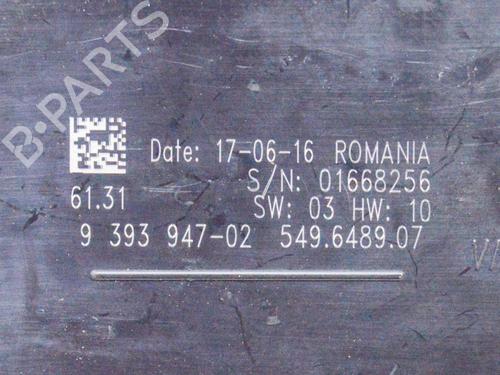 B-PARTS
Date: 17-06-16 ROMANIA
S/N: 01668256
61.31 SW: 03 HW: 10
9 393 947-02 549.6489.07